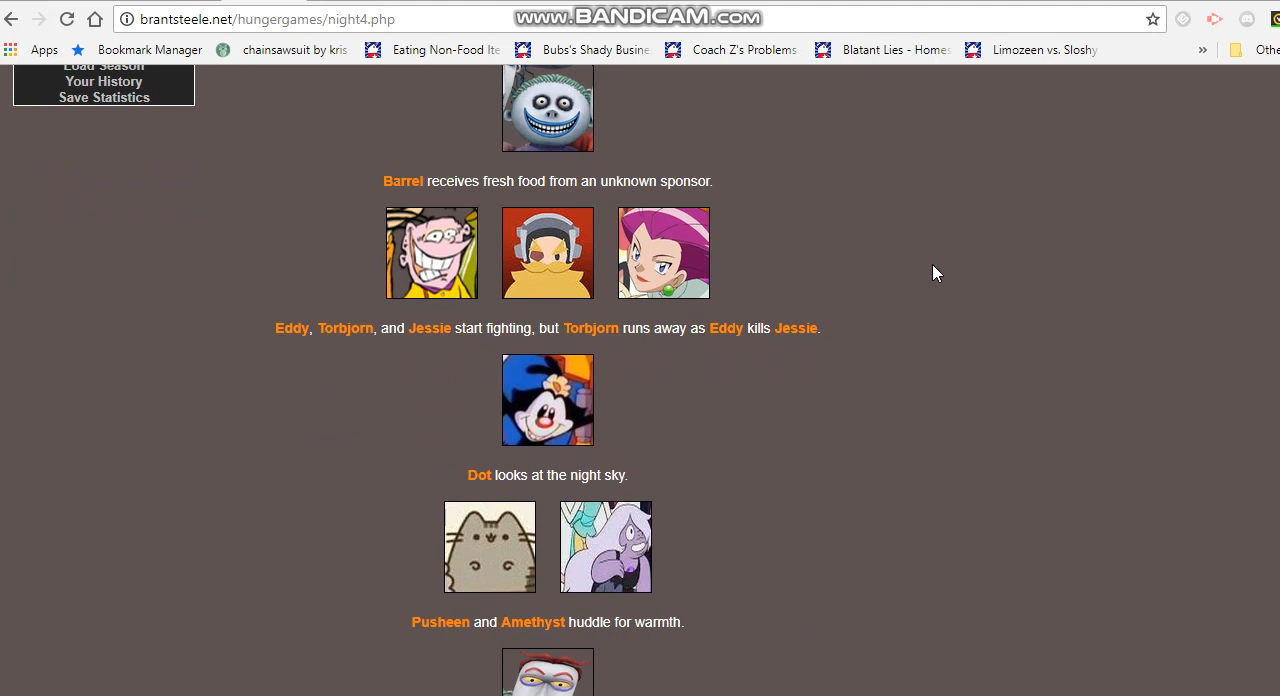 brantsteele.net/hungergames/night4.php
www.BANDICAM.com
Apps
Bookmark Manager
chainsawsuit by kris
Eating Non-Food Ite
Bubs's Shady Busine
Coach Z's Problems
Blatant Lies - Homes
Limozeen vs. Sloshy
»
Othe
Load Season
Your History
Save Statistics
Barrel receives fresh food from an unknown sponsor.
Eddy, Torbjorn, and Jessie start fighting, but Torbjorn runs away as Eddy kills Jessie.
Dot looks at the night sky.
Pusheen and Amethyst huddle for warmth.